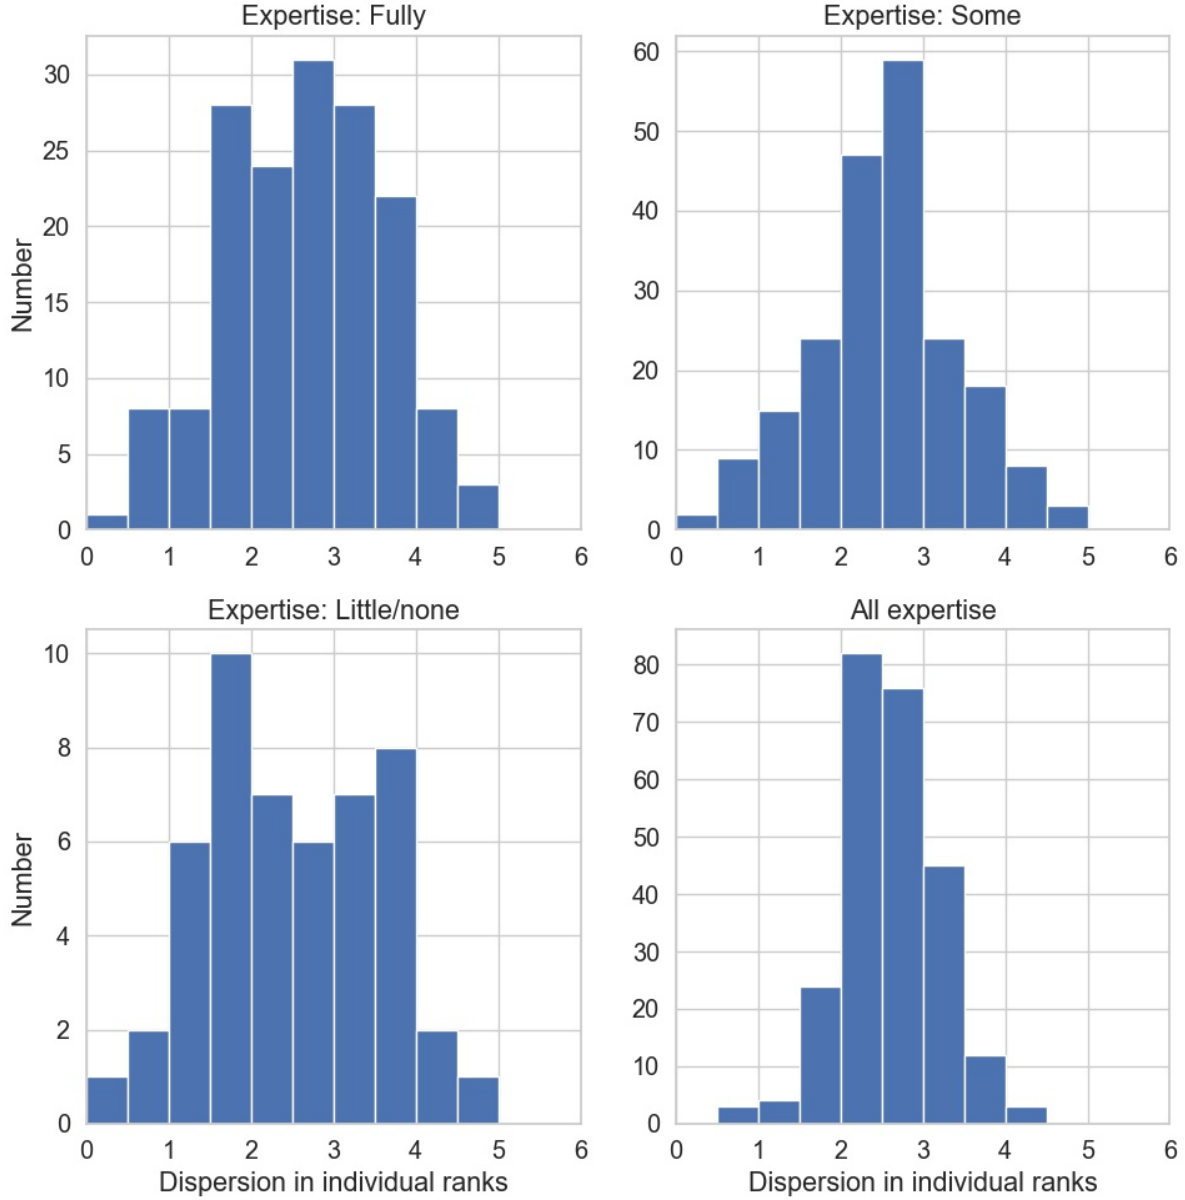 Expertise: Fully
Number
30
25
20
15
10
5
0
0 1 2 3 4 5 6
Expertise: Some
60
50
40
30
20
10
0
0 1 2 3 4 5 6
Expertise: Little/none
Number
10
8
6
4
2
0
0 1 2 3 4 5 6
Dispersion in individual ranks
All expertise
80
70
60
50
40
30
20
10
0
0 1 2 3 4 5 6
Dispersion in individual ranks